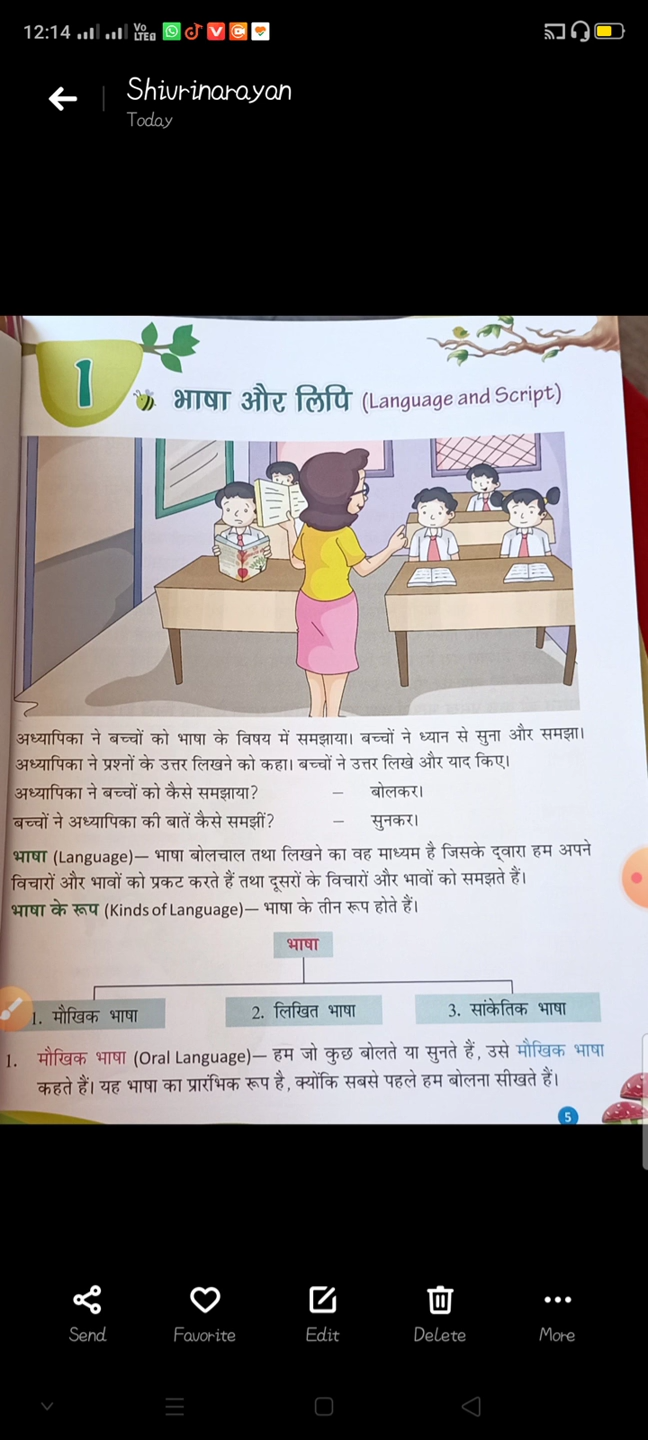 12:14 Vo LTE
Shivrinarayan
Today
1
भाषा और लिपि (Language and Script)
अध्यापिका ने बच्चों को भाषा के विषय में समझाया। बच्चों ने ध्यान से सुना और समझा।
अध्यापिका ने प्रश्नों के उत्तर लिखने को कहा। बच्चों ने उत्तर लिखे और याद किए।
अध्यापिका ने बच्चों को कैसे समझाया? – बोलकर।
बच्चों ने अध्यापिका की बातें कैसे समझीं? – सुनकर।
भाषा (Language)— भाषा बोलचाल तथा लिखने का वह माध्यम है जिसके द्वारा हम अपने
विचारों और भावों को प्रकट करते हैं तथा दूसरों के विचारों और भावों को समझते हैं।
भाषा के रूप (Kinds of Language)— भाषा के तीन रूप होते हैं।
भाषा
1. मौखिक भाषा 2. लिखित भाषा 3. सांकेतिक भाषा
1. मौखिक भाषा (Oral Language)— हम जो कुछ बोलते या सुनते हैं, उसे मौखिक भाषा
कहते हैं। यह भाषा का प्रारंभिक रूप है, क्योंकि सबसे पहले हम बोलना सीखते हैं।
5
Send Favorite Edit Delete More